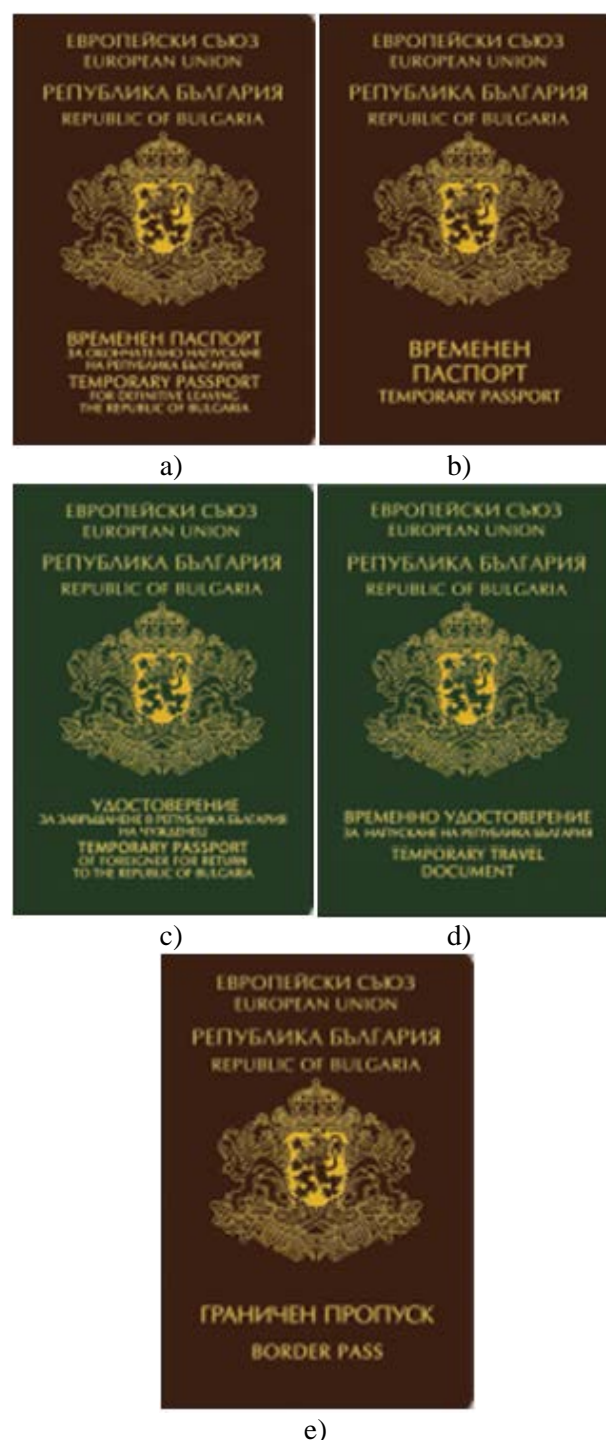 ЕВРОПЕЙСКИ СЪЮЗ
EUROPEAN UNION
РЕПУБЛИКА БЪЛГАРИЯ
REPUBLIC OF BULGARIA
ВРЕМЕНЕН ПАСПОРТ
ЗА ОКОНЧАТЕЛНО НАПУСКАНЕ
НА РЕПУБЛИКА БЪЛГАРИЯ
TEMPORARY PASSPORT
FOR DEFINITIVE LEAVING
THE REPUBLIC OF BULGARIA
a)
ЕВРОПЕЙСКИ СЪЮЗ
EUROPEAN UNION
РЕПУБЛИКА БЪЛГАРИЯ
REPUBLIC OF BULGARIA
ВРЕМЕНЕН
ПАСПОРТ
TEMPORARY PASSPORT
b)
ЕВРОПЕЙСКИ СЪЮЗ
EUROPEAN UNION
РЕПУБЛИКА БЪЛГАРИЯ
REPUBLIC OF BULGARIA
УДОСТОВЕРЕНИЕ
ЗА ЗАВРЪЩАНЕ В РЕПУБЛИКА БЪЛГАРИЯ
НА ЧУЖДЕНЕЦ
TEMPORARY PASSPORT
OF FOREIGNER FOR RETURN
TO THE REPUBLIC OF BULGARIA
c)
ЕВРОПЕЙСКИ СЪЮЗ
EUROPEAN UNION
РЕПУБЛИКА БЪЛГАРИЯ
REPUBLIC OF BULGARIA
ВРЕМЕННО УДОСТОВЕРЕНИЕ
ЗА НАПУСКАНЕ НА РЕПУБЛИКА БЪЛГАРИЯ
TEMPORARY TRAVEL
DOCUMENT
d)
ЕВРОПЕЙСКИ СЪЮЗ
EUROPEAN UNION
РЕПУБЛИКА БЪЛГАРИЯ
REPUBLIC OF BULGARIA
ГРАНИЧЕН ПРОПУСК
BORDER PASS
e)